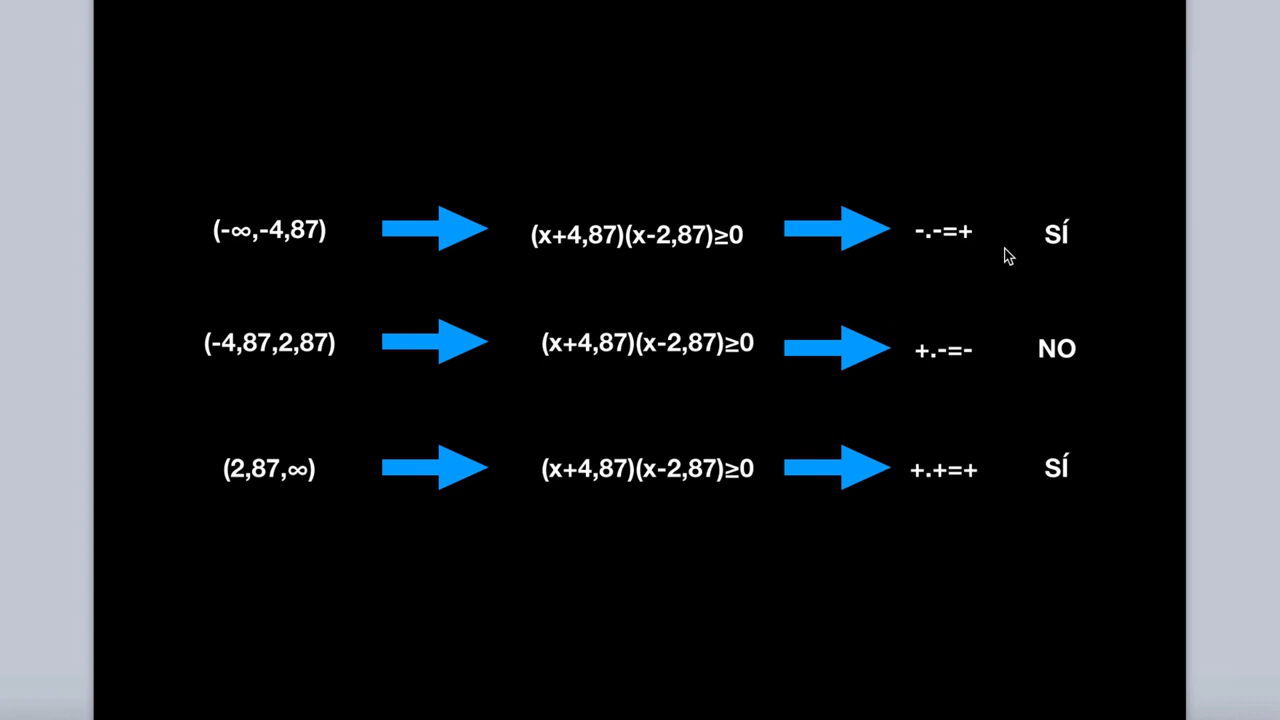 (-∞,-4,87) (x+4,87)(x-2,87)≥0 -.-=+ SÍ
(-4,87,2,87) (x+4,87)(x-2,87)≥0 +.-=- NO
(2,87,∞) (x+4,87)(x-2,87)≥0 +.+=+ SÍ